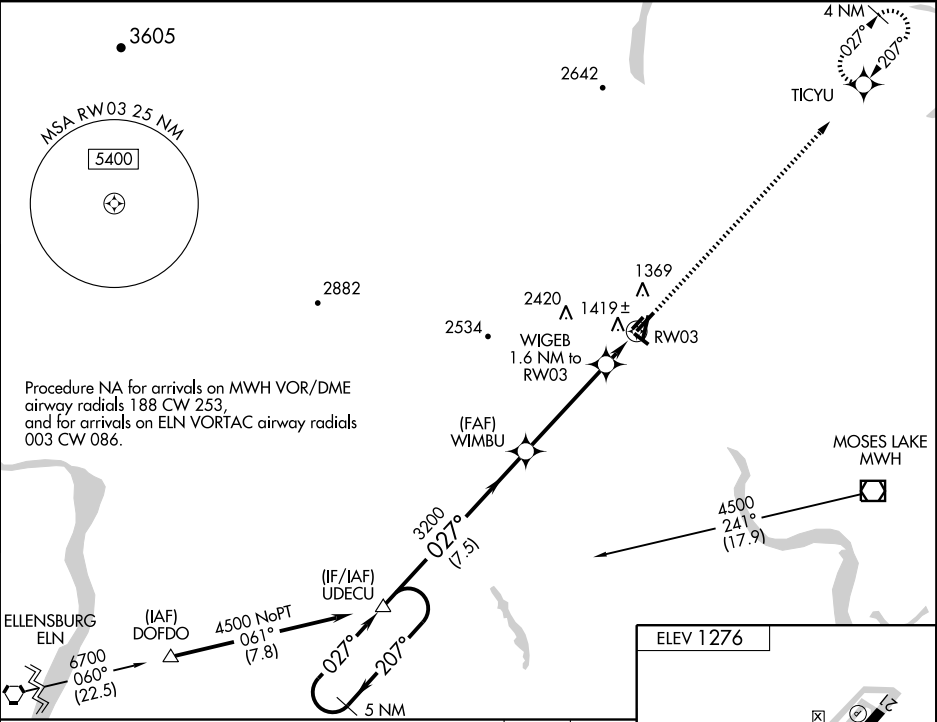 4 NM
027°
207°
TICYU
3605
2642
MSA RW03 25 NM
5400
1369
2882
2420
1419±
2534
RW03
WIGEB
1.6 NM to
RW03
Procedure NA for arrivals on MWH VOR/DME
airway radials 188 CW 253,
and for arrivals on ELN VORTAC airway radials
003 CW 086.
(FAF)
WIMBU
MOSES LAKE
MWH
4500
241°
(17.9)
3200
027°
(7.5)
(IF/IAF)
UDECU
ELLENSBURG
ELN
(IAF)
DOFDO
4500 NoPT
061°
(7.8)
6700
060°
(22.5)
027°
207°
5 NM
ELEV 1276
X
P
21